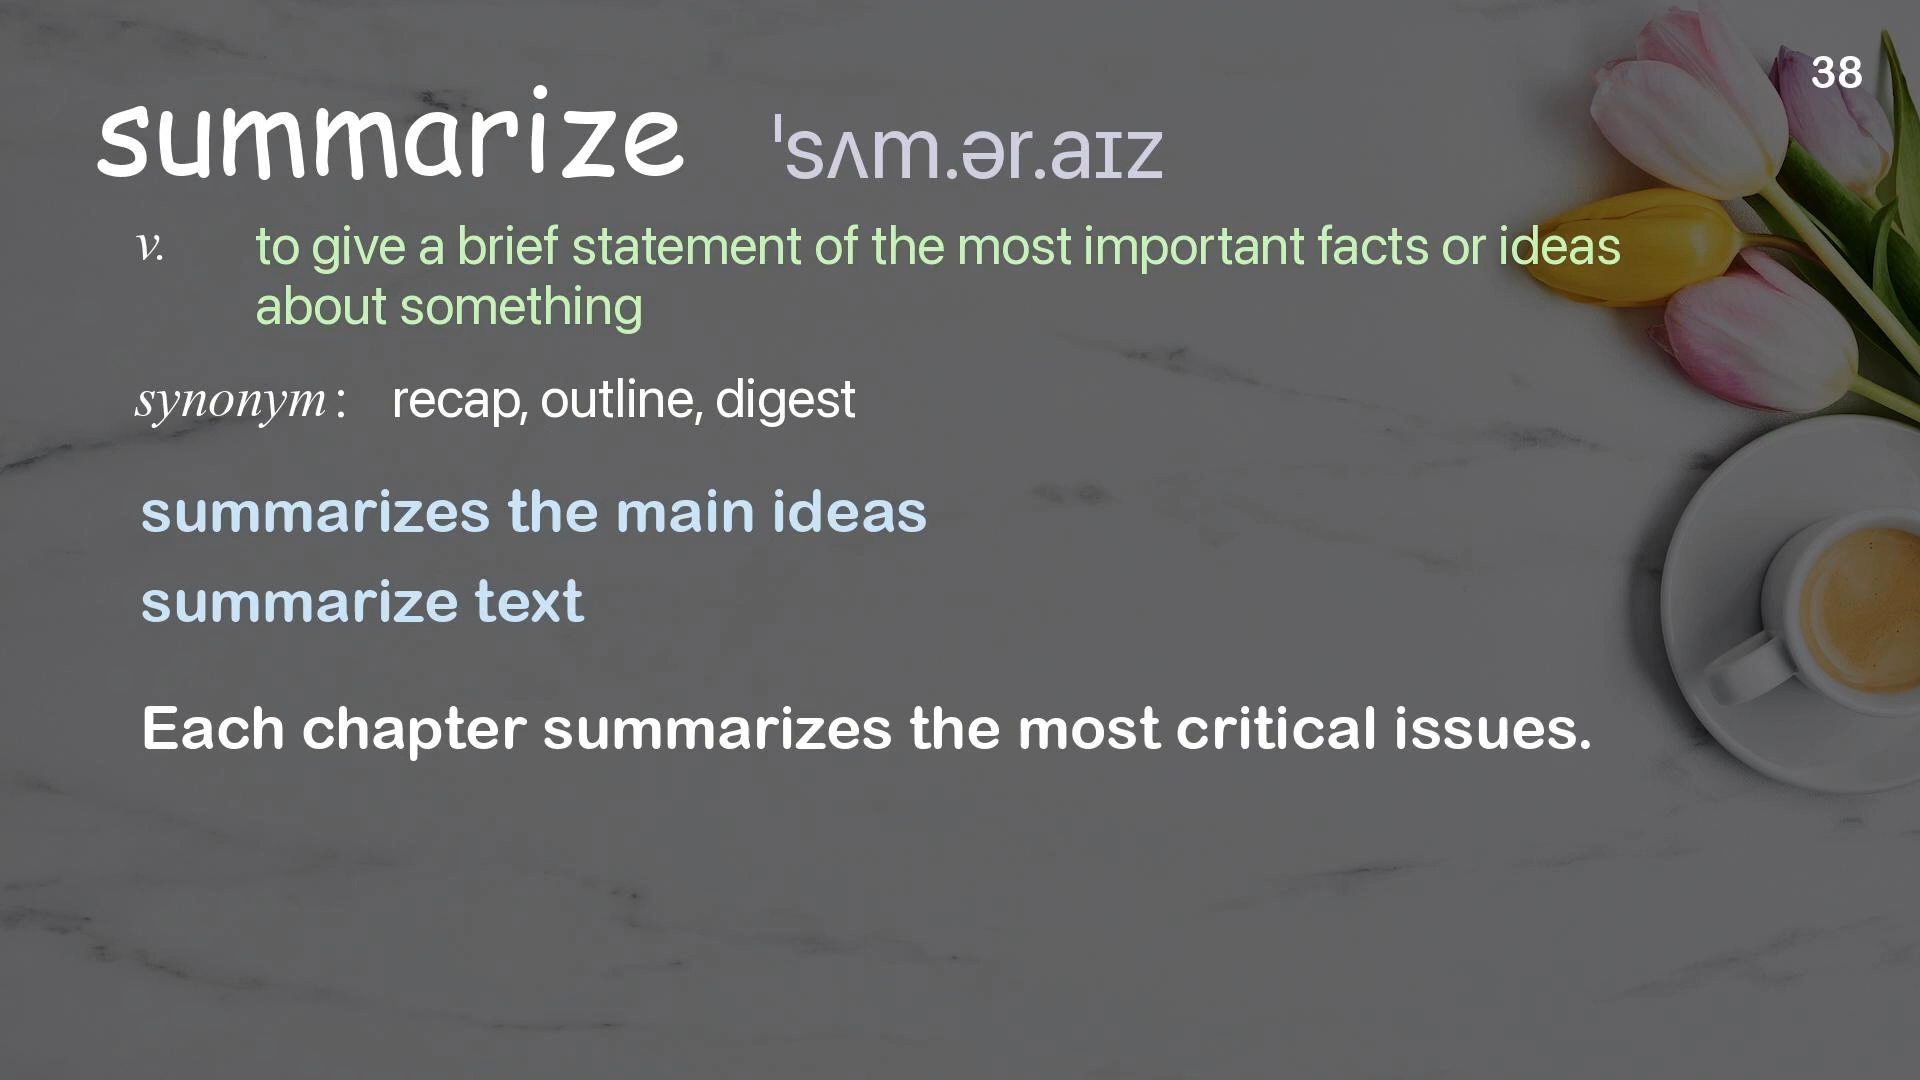 38
summarize ˈsʌm.ər.aɪz
v. to give a brief statement of the most important facts or ideas
about something
synonym : recap, outline, digest
summarizes the main ideas
summarize text
Each chapter summarizes the most critical issues.